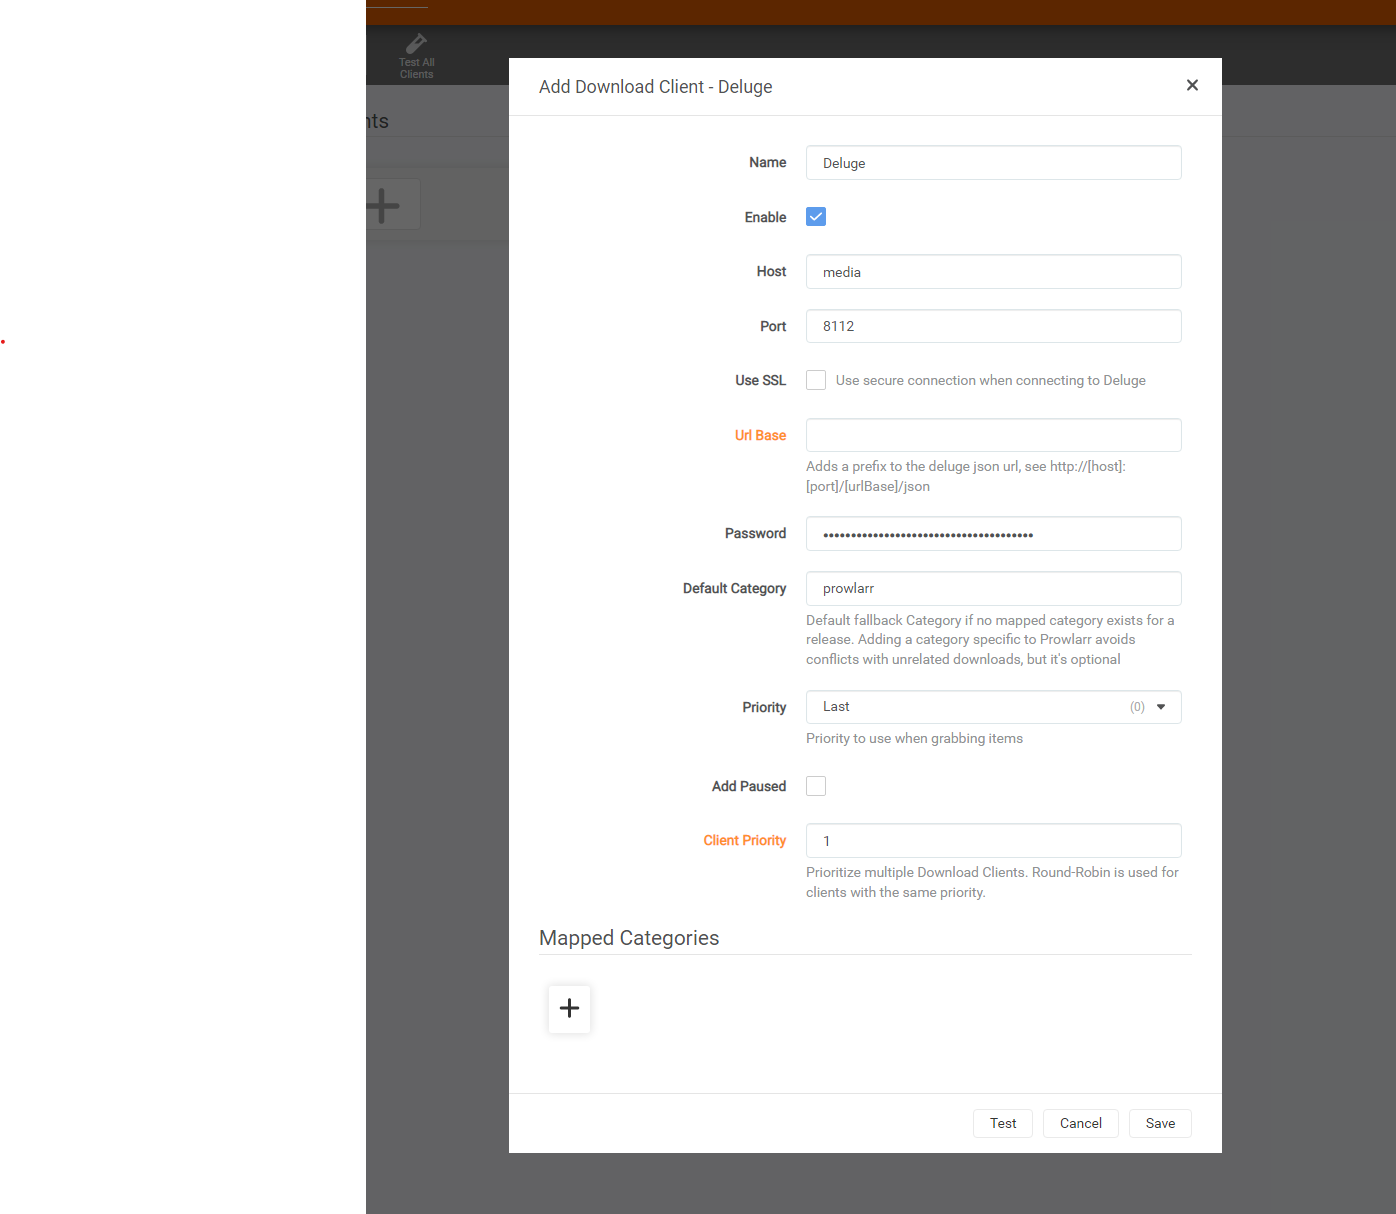 Test All
Clients
nts
Add Download Client - Deluge
Name
Deluge
Enable
Host
media
Port
8112
Use SSL
Use secure connection when connecting to Deluge
Url Base
Adds a prefix to the deluge json url, see http://[host]:
[port]/[urlBase]/json
Password
••••••••••••••••••••••••••••••••••••••
Default Category
prowlarr
Default fallback Category if no mapped category exists for a
release. Adding a category specific to Prowlarr avoids
conflicts with unrelated downloads, but it's optional
Priority
Last (0)
Priority to use when grabbing items
Add Paused
Client Priority
1
Prioritize multiple Download Clients. Round-Robin is used for
clients with the same priority.
Mapped Categories
Test
Cancel
Save